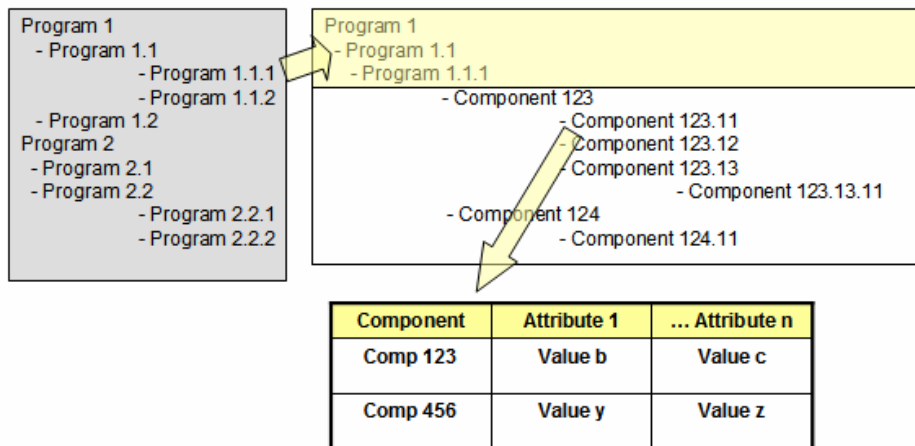 Program 1
- Program 1.1
- Program 1.1.1
- Program 1.1.2
- Program 1.2
Program 2
- Program 2.1
- Program 2.2
- Program 2.2.1
- Program 2.2.2
Program 1
- Program 1.1
- Program 1.1.1
- Component 123
- Component 123.11
- Component 123.12
- Component 123.13
- Component 123.13.11
- Component 124
- Component 124.11
Component Attribute 1 ... Attribute n
Comp 123 Value b Value c
Comp 456 Value y Value z